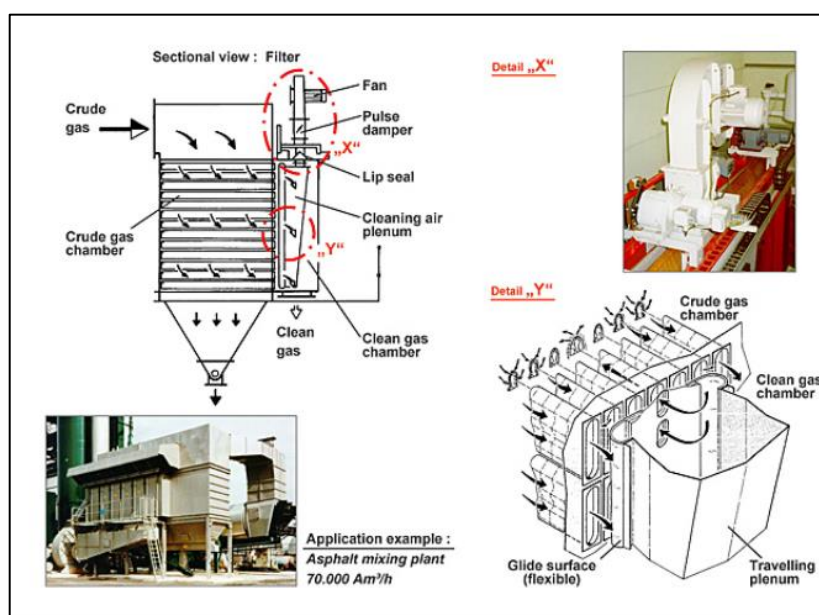 Sectional view : Filter
Crude
gas
Fan
Pulse
damper
„X“
Lip seal
Cleaning air
plenum
Crude gas
chamber
„Y“
Clean
gas
Clean gas
chamber
Application example :
Asphalt mixing plant
70.000 Am³/h
Detail „X“
Detail „Y“
Crude gas
chamber
Clean gas
chamber
Glide surface
(flexible)
Travelling
plenum